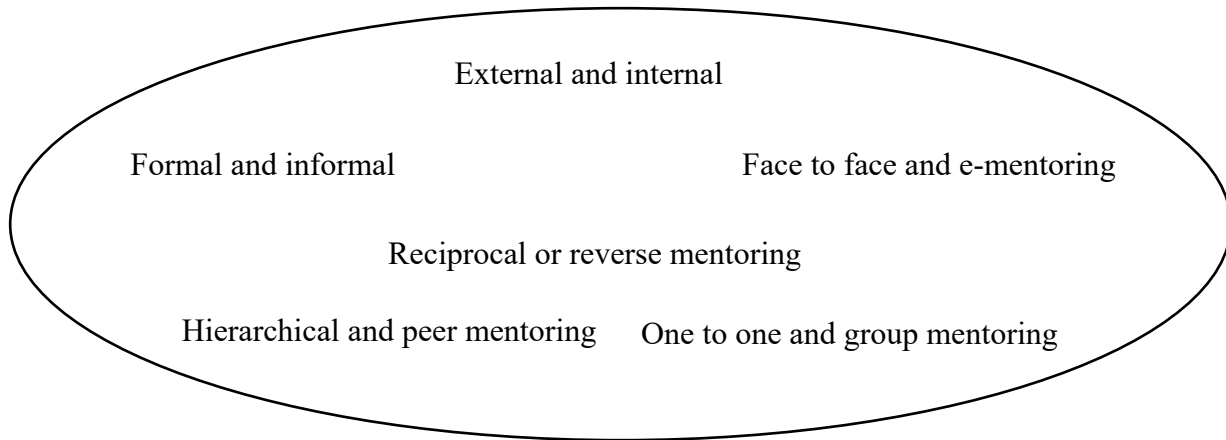 External and internal
Formal and informal
Face to face and e-mentoring
Reciprocal or reverse mentoring
Hierarchical and peer mentoring
One to one and group mentoring